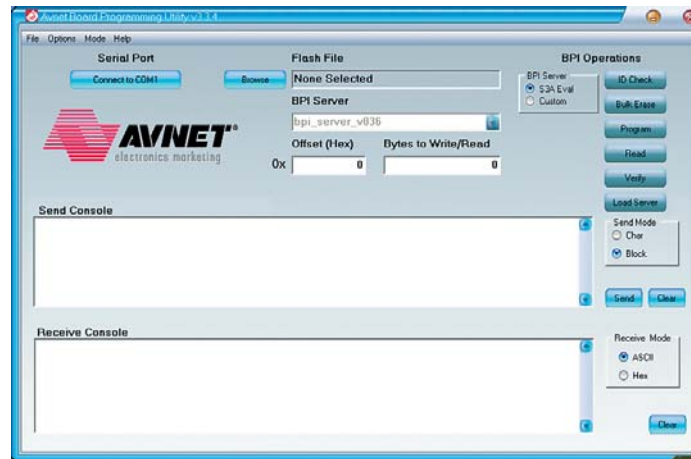 Avnet Board Programming Utility v3.3.4
File Options Mode Help
Serial Port
Connect to COM1
Flash File
Browse
None Selected
BPI Server
bpi_server_v036
Offset (Hex)
Bytes to Write/Read
0x
0
0
AVNET®
electronics marketing
BPI Operations
BPI Server
S3A Eval
Custom
ID Check
Bulk Erase
Program
Read
Verify
Load Server
Send Console
Send Mode
Char
Block
Send
Clear
Receive Console
Receive Mode
ASCII
Hex
Clear